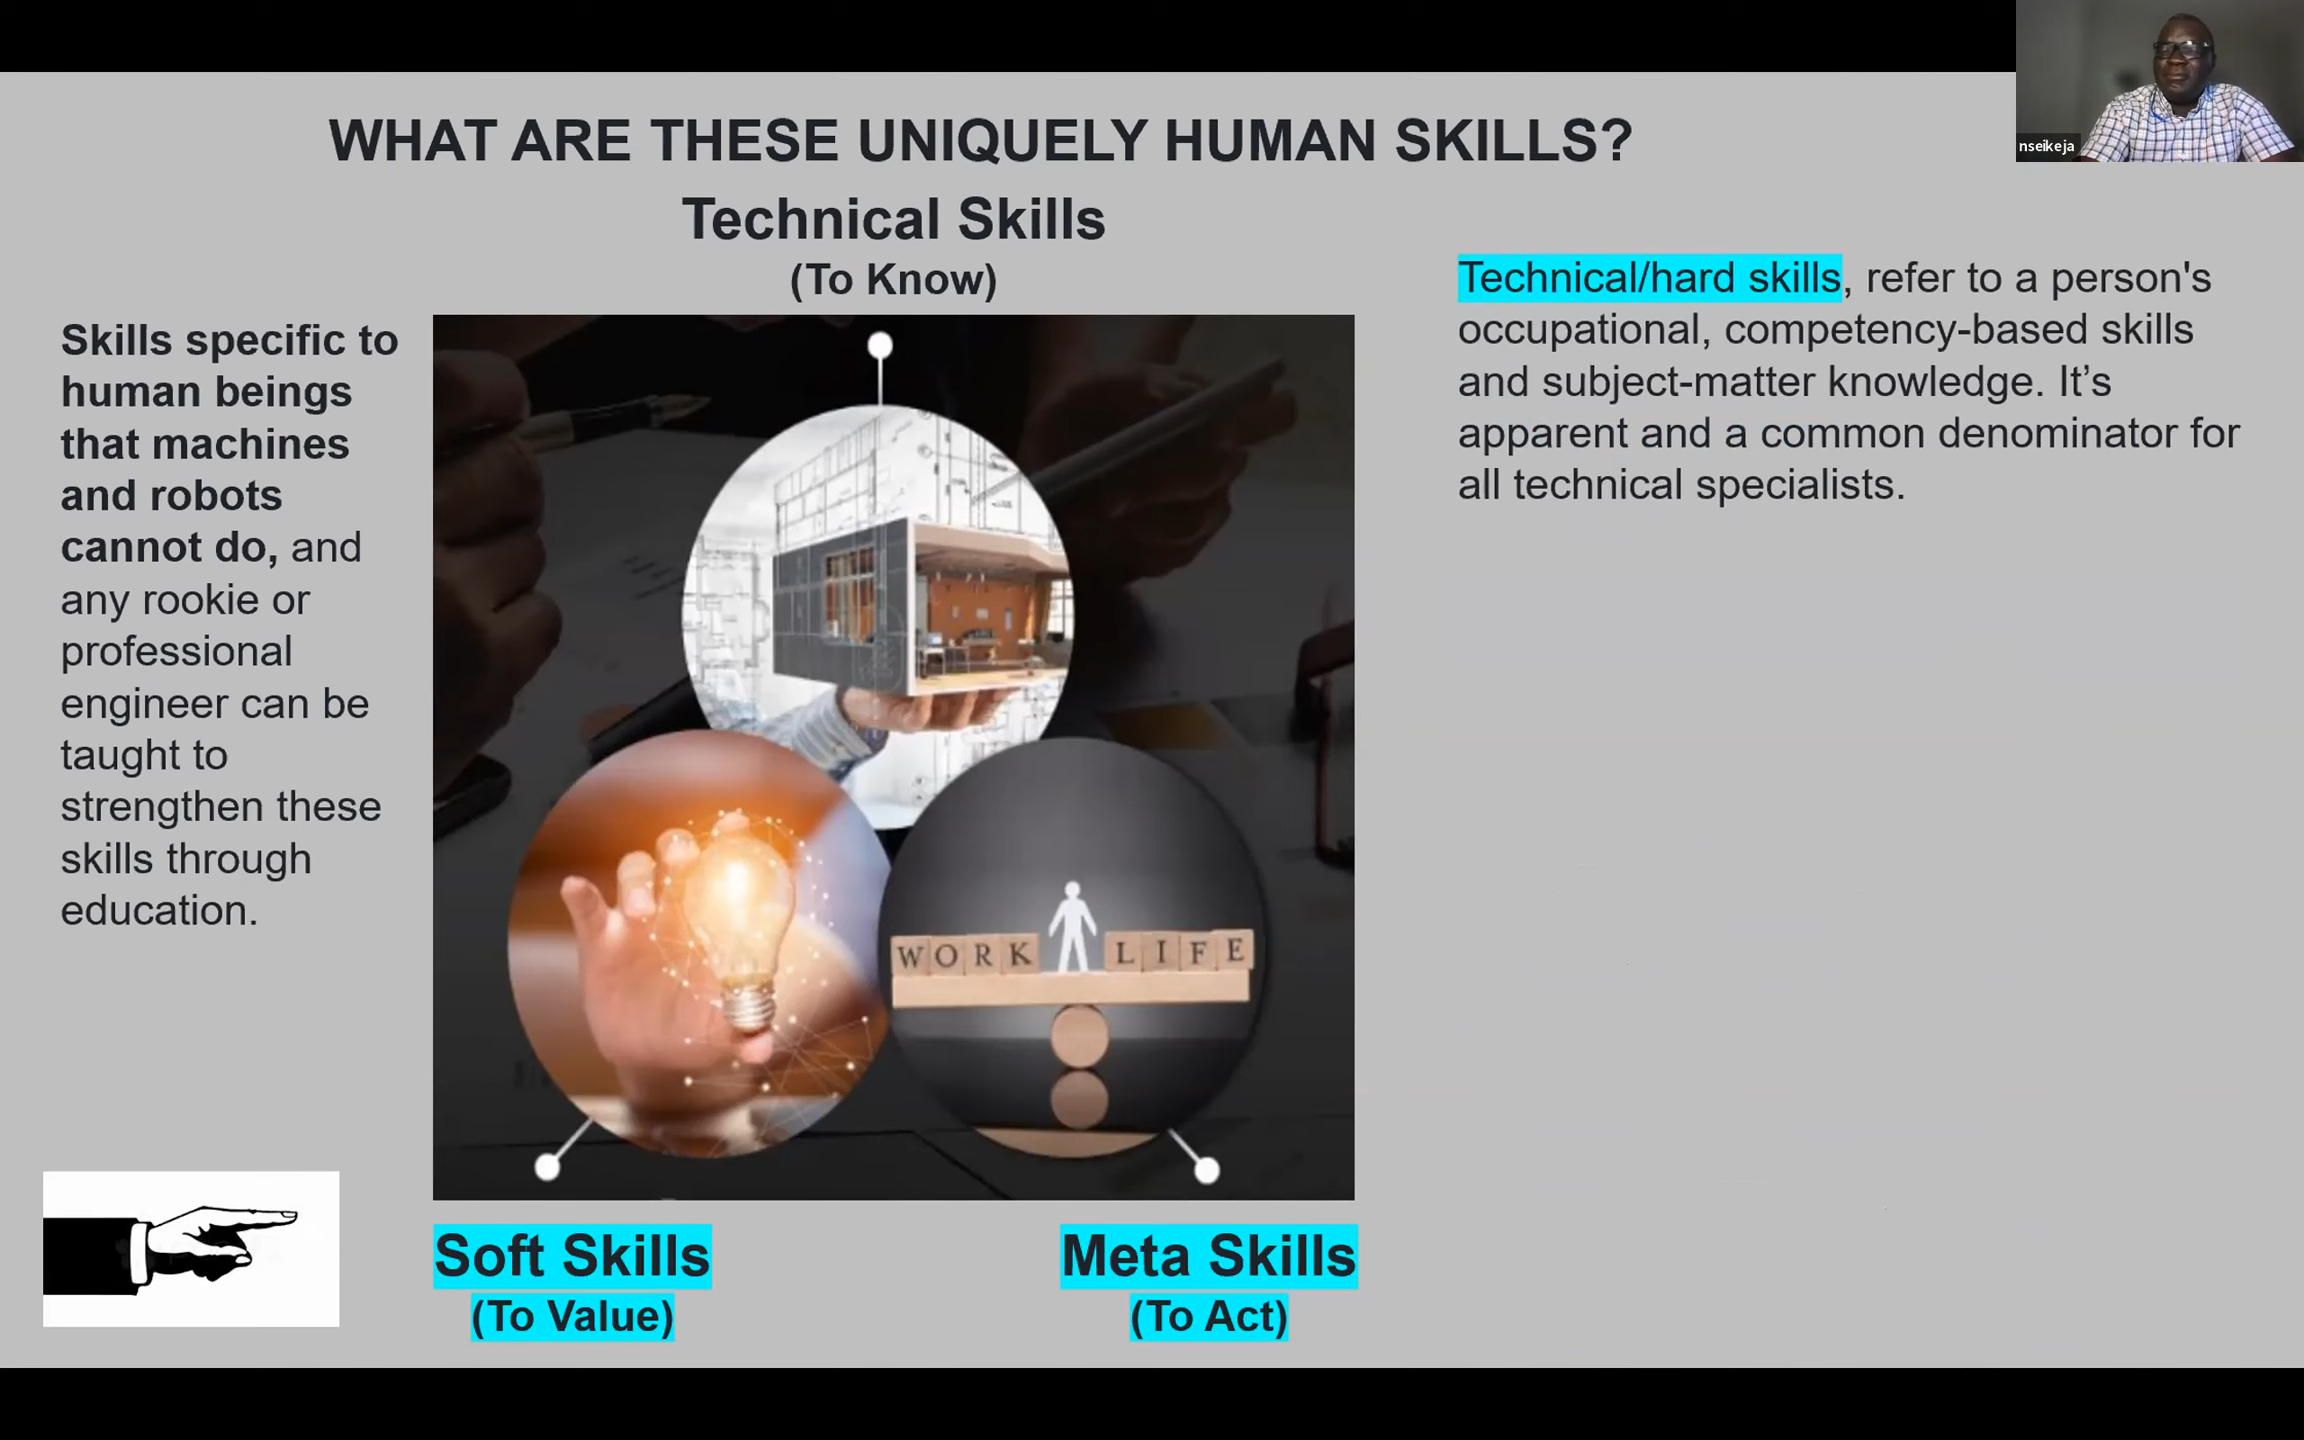 nseikeja
WHAT ARE THESE UNIQUELY HUMAN SKILLS?
Technical Skills
(To Know)
Skills specific to
human beings
that machines
and robots
cannot do, and
any rookie or
professional
engineer can be
taught to
strengthen these
skills through
education.
WORK LIFE
Soft Skills
(To Value)
Meta Skills
(To Act)
Technical/hard skills, refer to a person's
occupational, competency-based skills
and subject-matter knowledge. It’s
apparent and a common denominator for
all technical specialists.